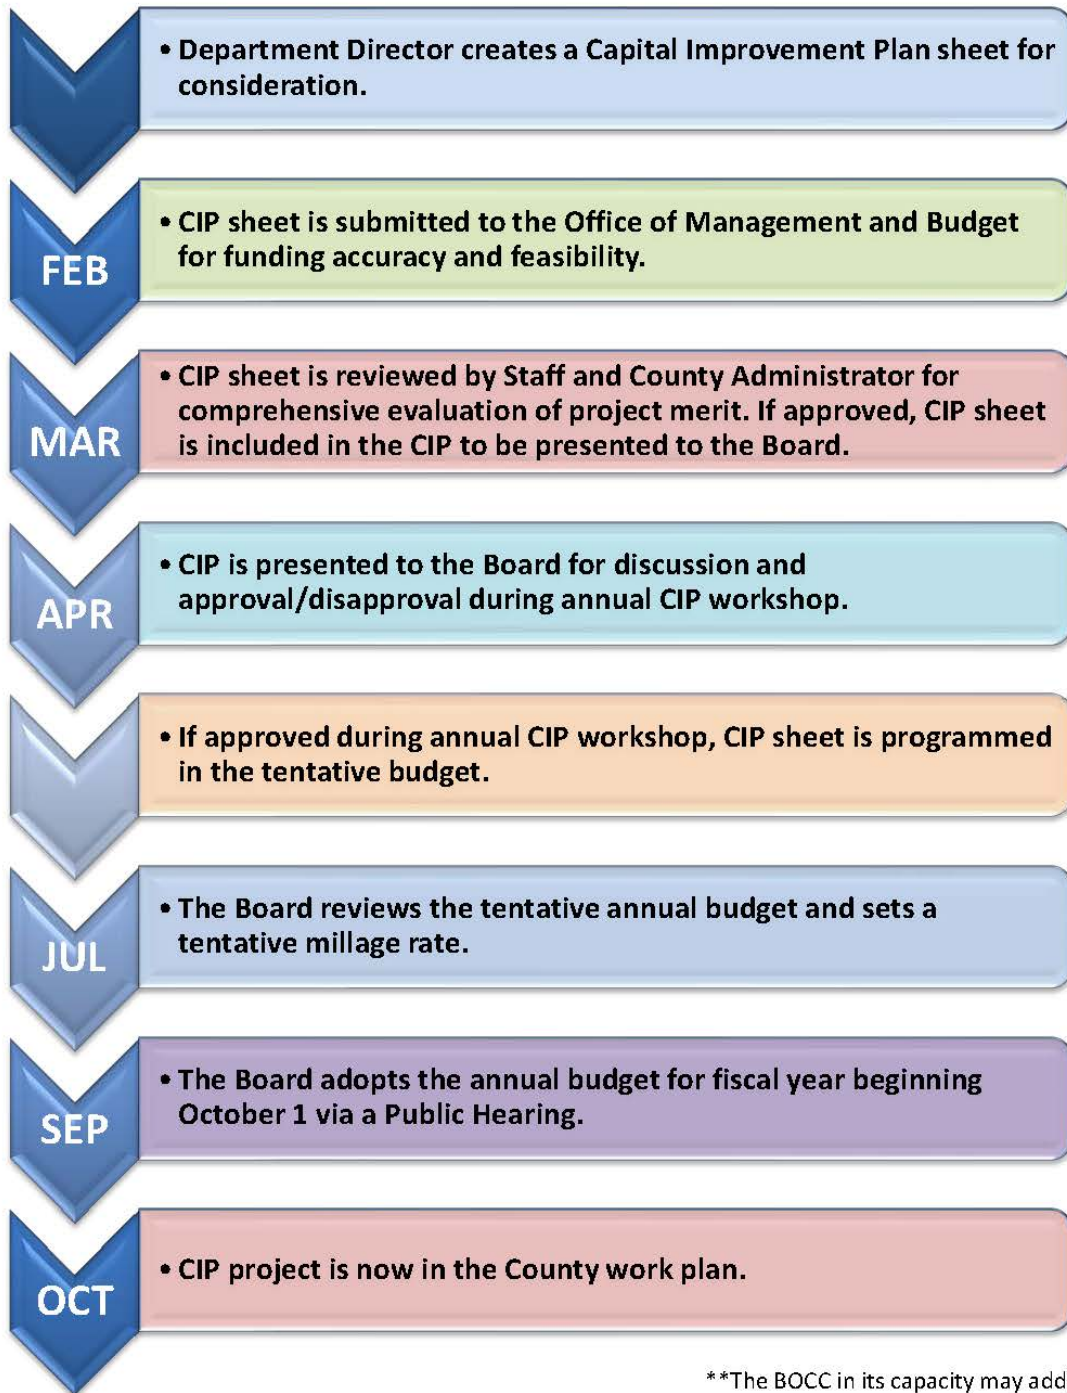 • Department Director creates a Capital Improvement Plan sheet for
consideration.
FEB
• CIP sheet is submitted to the Office of Management and Budget
for funding accuracy and feasibility.
MAR
• CIP sheet is reviewed by Staff and County Administrator for
comprehensive evaluation of project merit. If approved, CIP sheet
is included in the CIP to be presented to the Board.
APR
• CIP is presented to the Board for discussion and
approval/disapproval during annual CIP workshop.
• If approved during annual CIP workshop, CIP sheet is programmed
in the tentative budget.
JUL
• The Board reviews the tentative annual budget and sets a
tentative millage rate.
SEP
• The Board adopts the annual budget for fiscal year beginning
October 1 via a Public Hearing.
OCT
• CIP project is now in the County work plan.
**The BOCC in its capacity may add